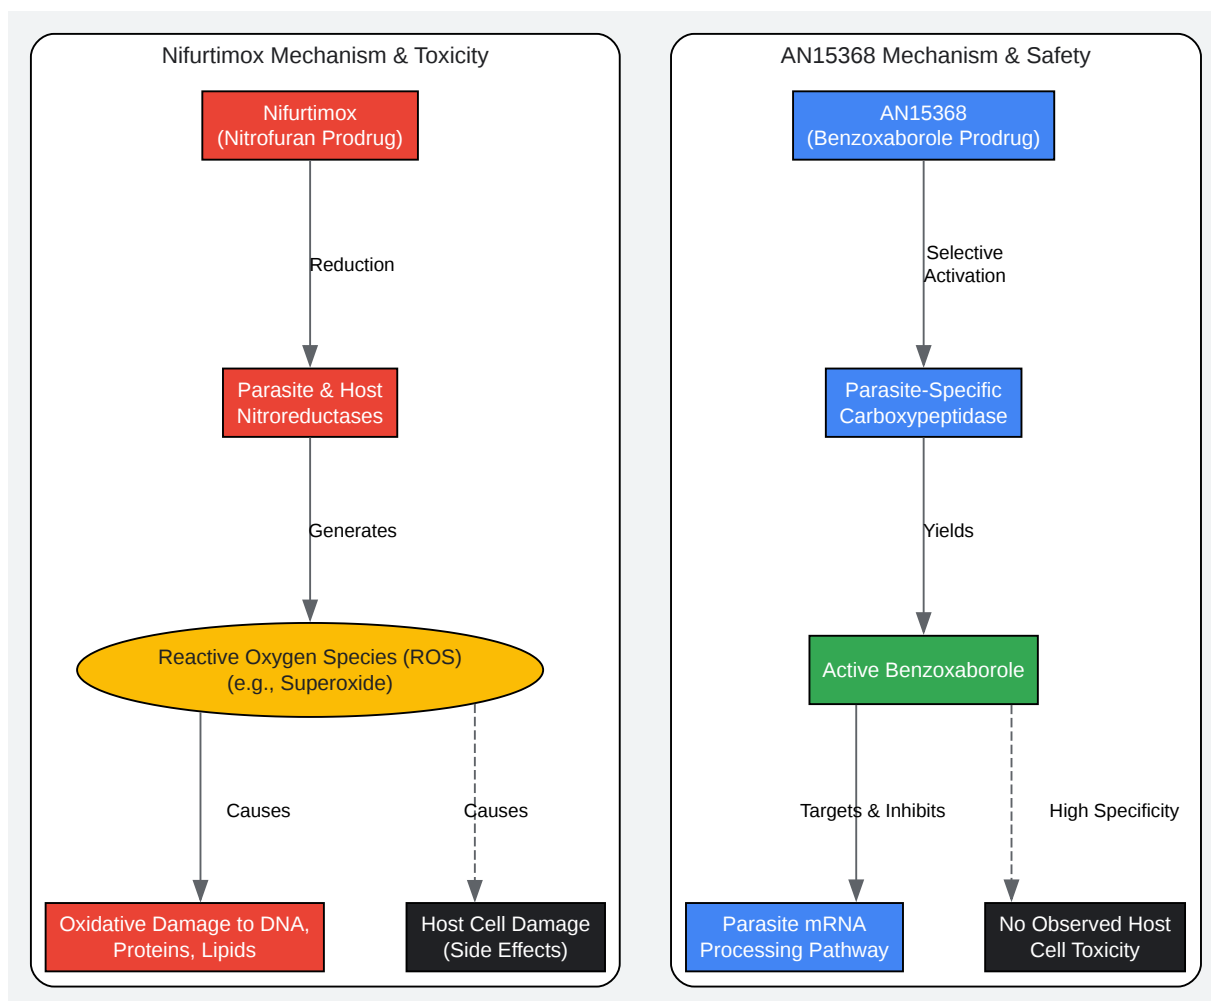 Nifurtimox Mechanism & Toxicity
Nifurtimox
(Nitrofuran Prodrug)
Reduction
Parasite & Host
Nitroreductases
Generates
Reactive Oxygen Species (ROS)
(e.g., Superoxide)
Causes
Causes
Oxidative Damage to DNA,
Proteins, Lipids
Host Cell Damage
(Side Effects)
AN15368 Mechanism & Safety
AN15368
(Benzoxaborole Prodrug)
Selective
Activation
Parasite-Specific
Carboxypeptidase
Yields
Active Benzoxaborole
Targets & Inhibits
High Specificity
Parasite mRNA
Processing Pathway
No Observed Host
Cell Toxicity